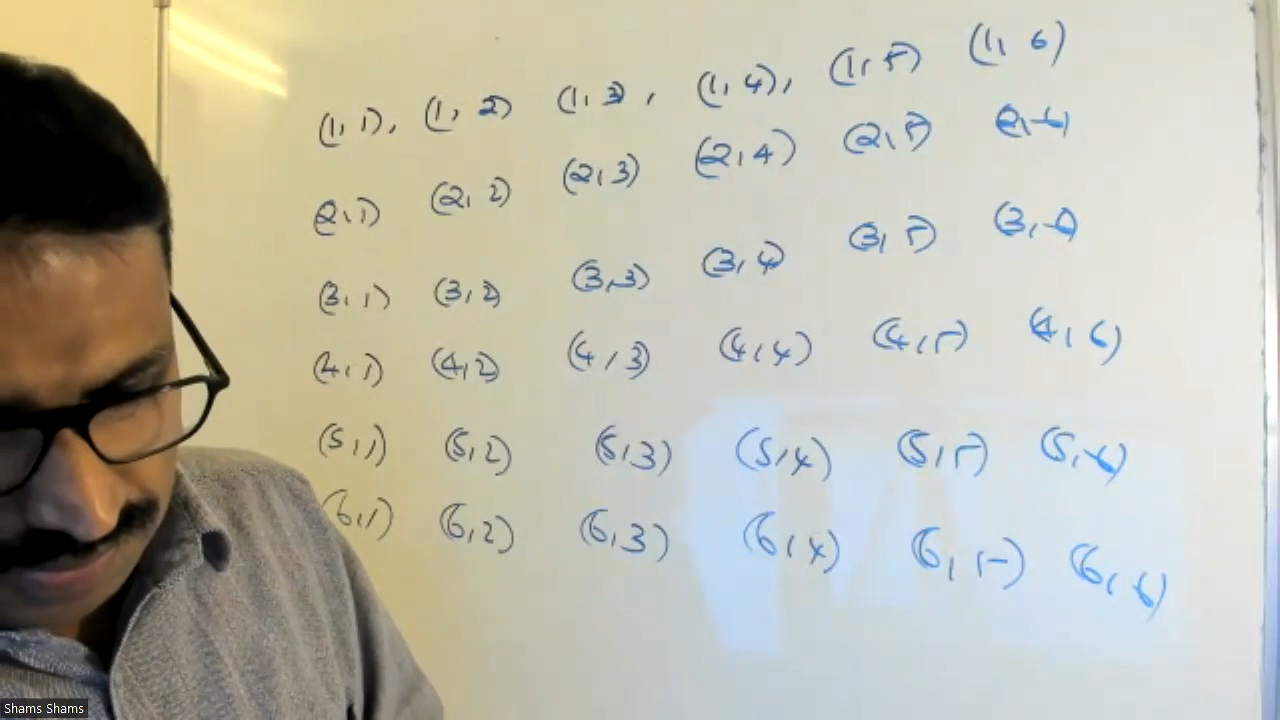 (1, 1), (1, 2) (1, 3), (1, 4), (1, 5) (1, 6)
(2, 1) (2, 2) (2, 3) (2, 4) (2, 5) (2, 6)
(3, 1) (3, 2) (3, 3) (3, 4) (3, 5) (3, 6)
(4, 1) (4, 2) (4, 3) (4, 4) (4, 5) (4, 6)
(5, 1) (5, 2) (5, 3) (5, 4) (5, 5) (5, 6)
(6, 1) (6, 2) (6, 3) (6, 4) (6, 5) (6, 6)
Shams Shams